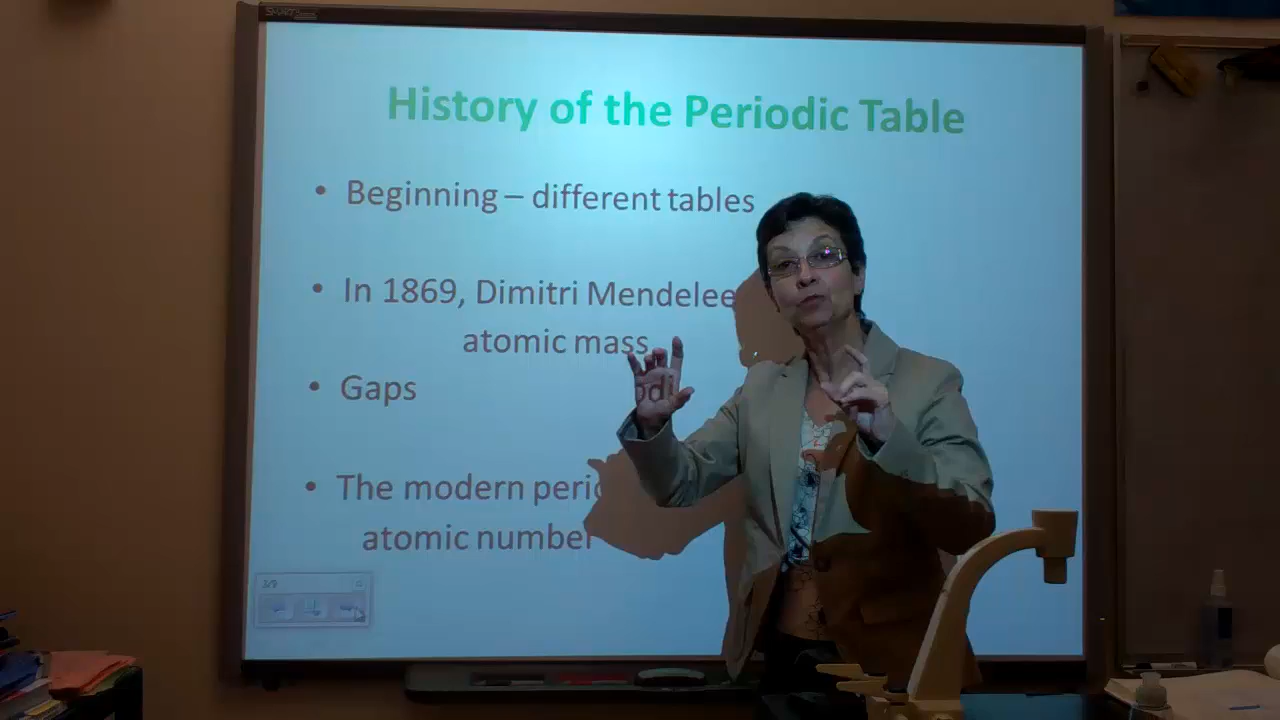 History of the Periodic Table
• Beginning – different tables
• In 1869, Dimitri Mendelee
atomic mass
• Gaps
odi
• The modern peri
atomic number